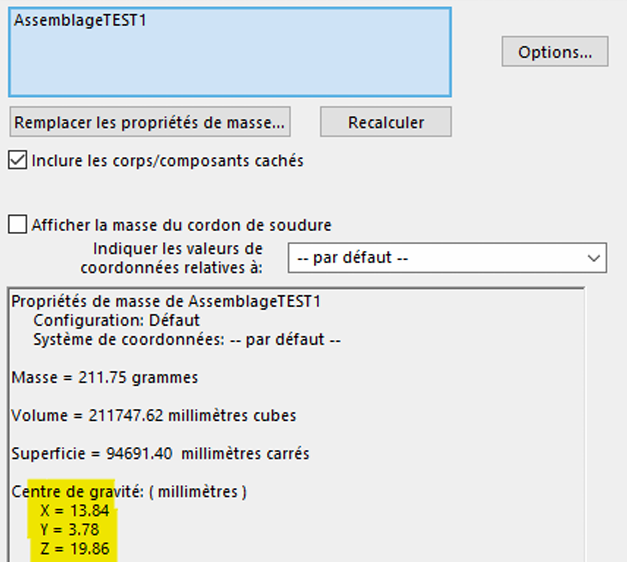 AssemblageTEST1
Options...
Remplacer les propriétés de masse...
Recalculer
Inclure les corps/composants cachés
Afficher la masse du cordon de soudure
Indiquer les valeurs de
coordonnées relatives à:
-- par défaut --
Propriétés de masse de AssemblageTEST1
Configuration: Défaut
Système de coordonnées: -- par défaut --
Masse = 211.75 grammes
Volume = 211747.62 millimètres cubes
Superficie = 94691.40 millimètres carrés
Centre de gravité: ( millimètres )
X = 13.84
Y = 3.78
Z = 19.86